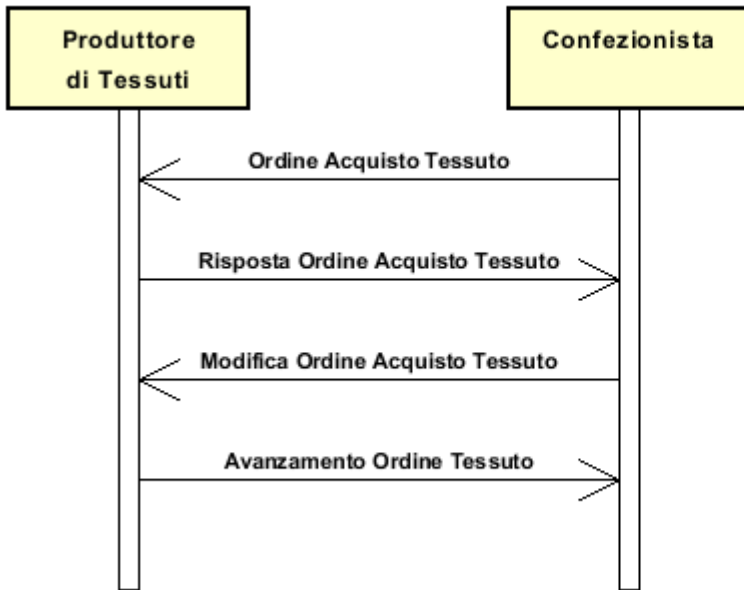 Produttore
di Tessuti
Confezionista
Ordine Acquisto Tessuto
Risposta Ordine Acquisto Tessuto
Modifica Ordine Acquisto Tessuto
Avanzamento Ordine Tessuto